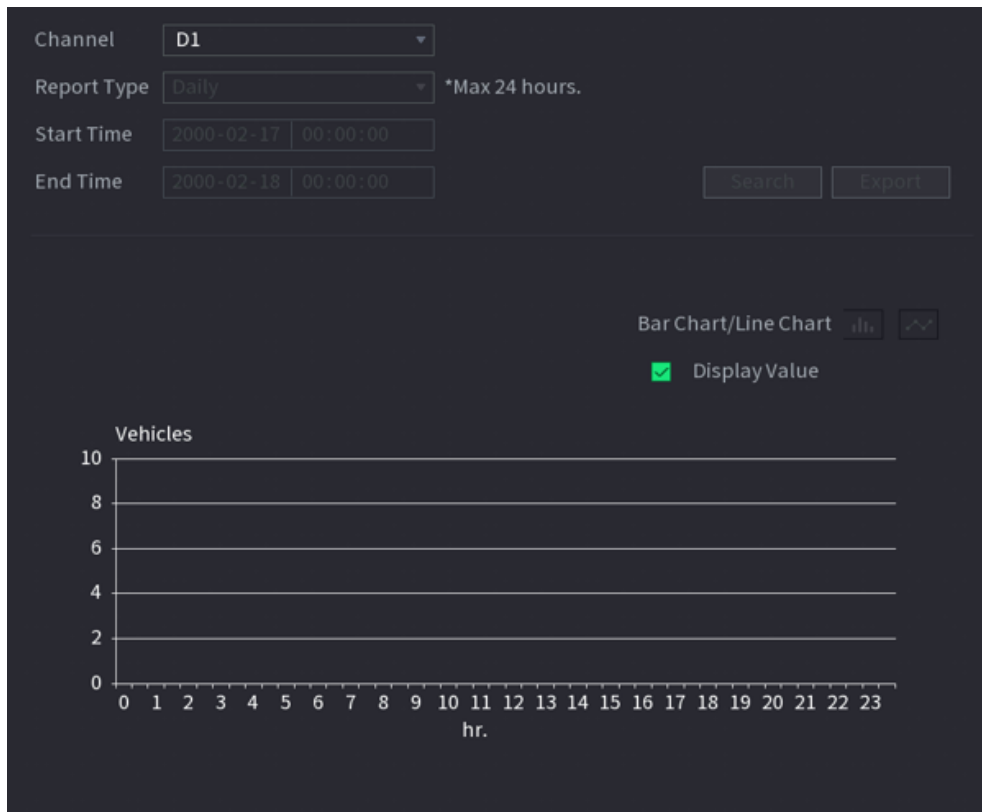 Channel D1
Report Type Daily *Max 24 hours.
Start Time 2000-02-17 00:00:00
End Time 2000-02-18 00:00:00 Search Export
Bar Chart/Line Chart
Display Value
Vehicles
10
8
6
4
2
0
0 1 2 3 4 5 6 7 8 9 10 11 12 13 14 15 16 17 18 19 20 21 22 23
hr.